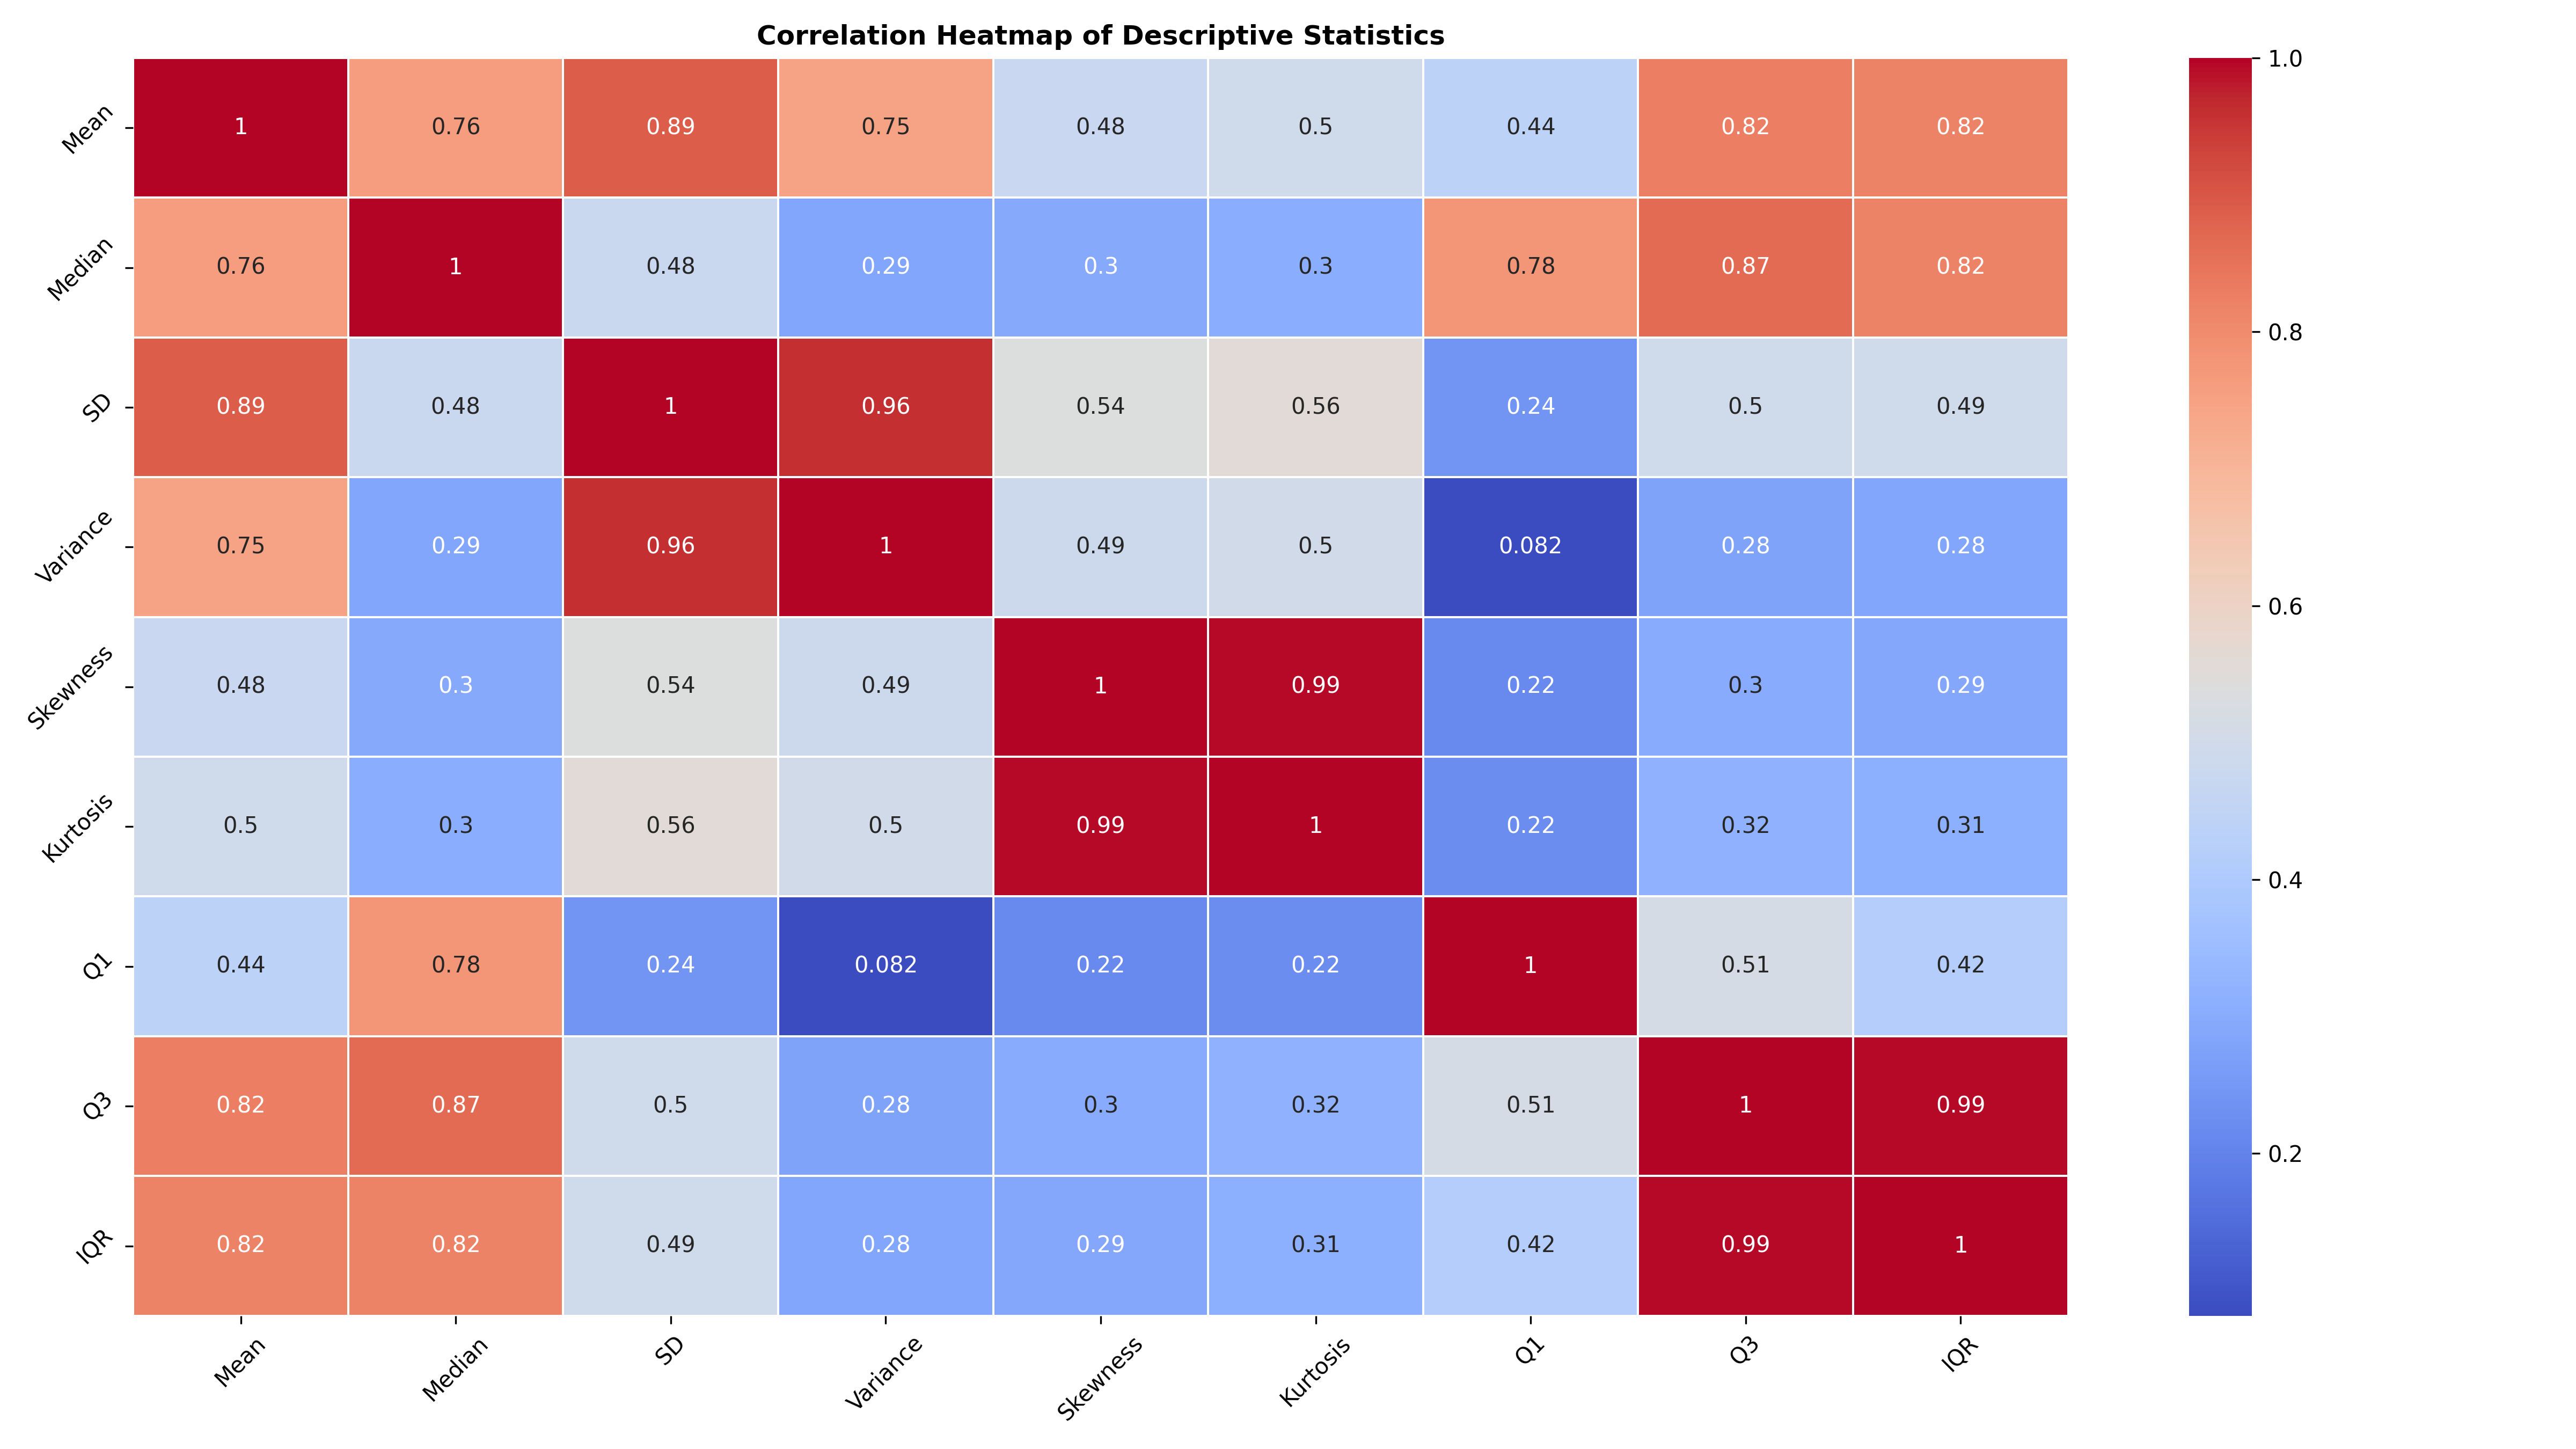 Correlation Heatmap of Descriptive Statistics
Mean 1 0.76 0.89 0.75 0.48 0.5 0.44 0.82 0.82
Median 0.76 1 0.48 0.29 0.3 0.3 0.78 0.87 0.82
SD 0.89 0.48 1 0.96 0.54 0.56 0.24 0.5 0.49
Variance 0.75 0.29 0.96 1 0.49 0.5 0.082 0.28 0.28
Skewness 0.48 0.3 0.54 0.49 1 0.99 0.22 0.3 0.29
Kurtosis 0.5 0.3 0.56 0.5 0.99 1 0.22 0.32 0.31
Q1 0.44 0.78 0.24 0.082 0.22 0.22 1 0.51 0.42
Q3 0.82 0.87 0.5 0.28 0.3 0.32 0.51 1 0.99
IQR 0.82 0.82 0.49 0.28 0.29 0.31 0.42 0.99 1
Mean Median SD Variance Skewness Kurtosis Q1 Q3 IQR
1.0
0.8
0.6
0.4
0.2